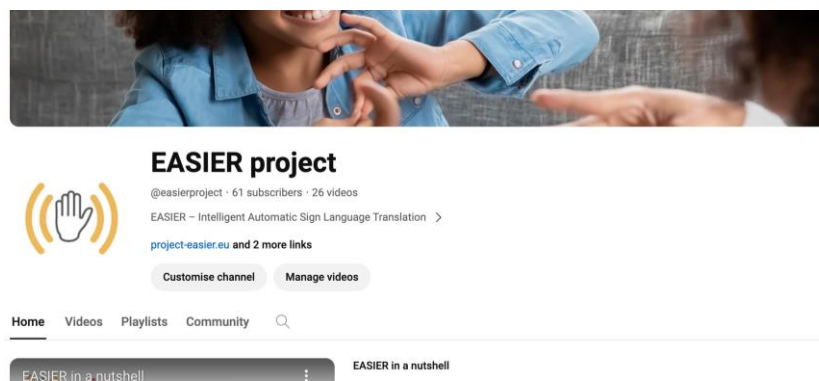 EASIER project
@easierproject · 61 subscribers · 26 videos
EASIER – Intelligent Automatic Sign Language Translation
project-easier.eu and 2 more links
Customise channel Manage videos
Home Videos Playlists Community
EASIER in a nutshell
EASIER in a nutshell